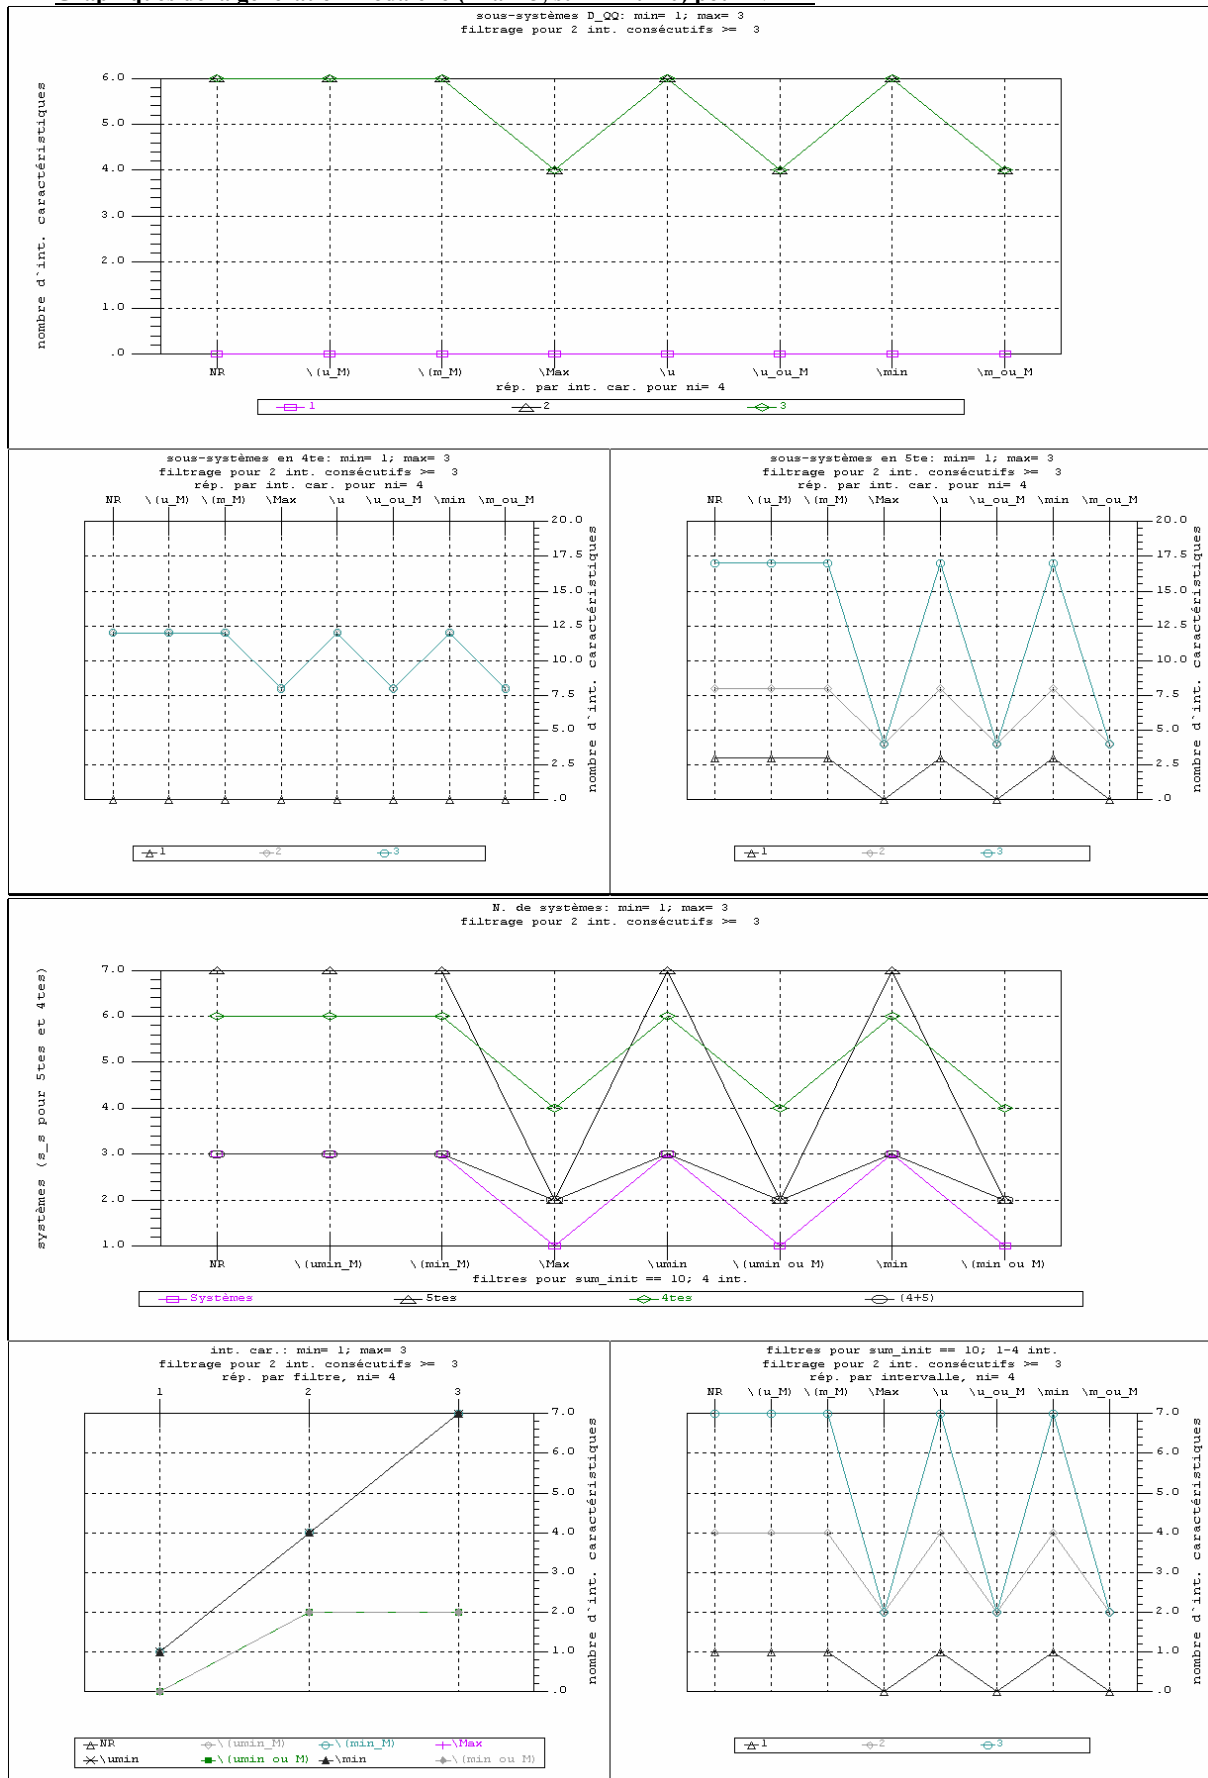 sous-systèmes D_QQ: min= 1; max= 3
filtrage pour 2 int. consécutifs >=  3
nombre d`int. caractéristiques
6.0
5.0
4.0
3.0
2.0
1.0
.0
NR \(u_M) \(m_M) \Max \u \u_ou_M \min \m_ou_M
rép. par int. car. pour ni= 4
1 2 3
sous-systèmes en 4te: min= 1; max= 3
filtrage pour 2 int. consécutifs >=  3
rép. par int. car. pour ni= 4
NR \(u_M) \(m_M) \Max \u \u_ou_M \min \m_ou_M
20.0
17.5
15.0
12.5
10.0
7.5
5.0
2.5
.0
nombre d`int. caractéristiques
1 2 3
sous-systèmes en 5te: min= 1; max= 3
filtrage pour 2 int. consécutifs >=  3
rép. par int. car. pour ni= 4
NR \(u_M) \(m_M) \Max \u \u_ou_M \min \m_ou_M
20.0
17.5
15.0
12.5
10.0
7.5
5.0
2.5
.0
nombre d`int. caractéristiques
1 2 3
N. de systèmes: min= 1; max= 3
filtrage pour 2 int. consécutifs >=  3
systèmes (s_s pour 5tes et 4tes)
7.0
6.0
5.0
4.0
3.0
2.0
1.0
NR \(umin_M) \(min_M) \Max \umin \(umin ou M) \min \(min ou M)
filtres pour sum_init == 10; 4 int.
Systèmes 5tes 4tes (4+5)
int. car.: min= 1; max= 3
filtrage pour 2 int. consécutifs >=  3
rép. par filtre, ni= 4
1 2 3
7.0
6.0
5.0
4.0
3.0
2.0
1.0
.0
nombre d`int. caractéristiques
NR \(umin_M) \(min_M) \Max
\umin \(umin ou M) \min \(min ou M)
filtres pour sum_init == 10; 1-4 int.
filtrage pour 2 int. consécutifs >=  3
rép. par intervalle, ni= 4
NR \(u_M) \(m_M) \Max \u \u_ou_M \min \m_ou_M
7.0
6.0
5.0
4.0
3.0
2.0
1.0
.0
nombre d`int. caractéristiques
1 2 3